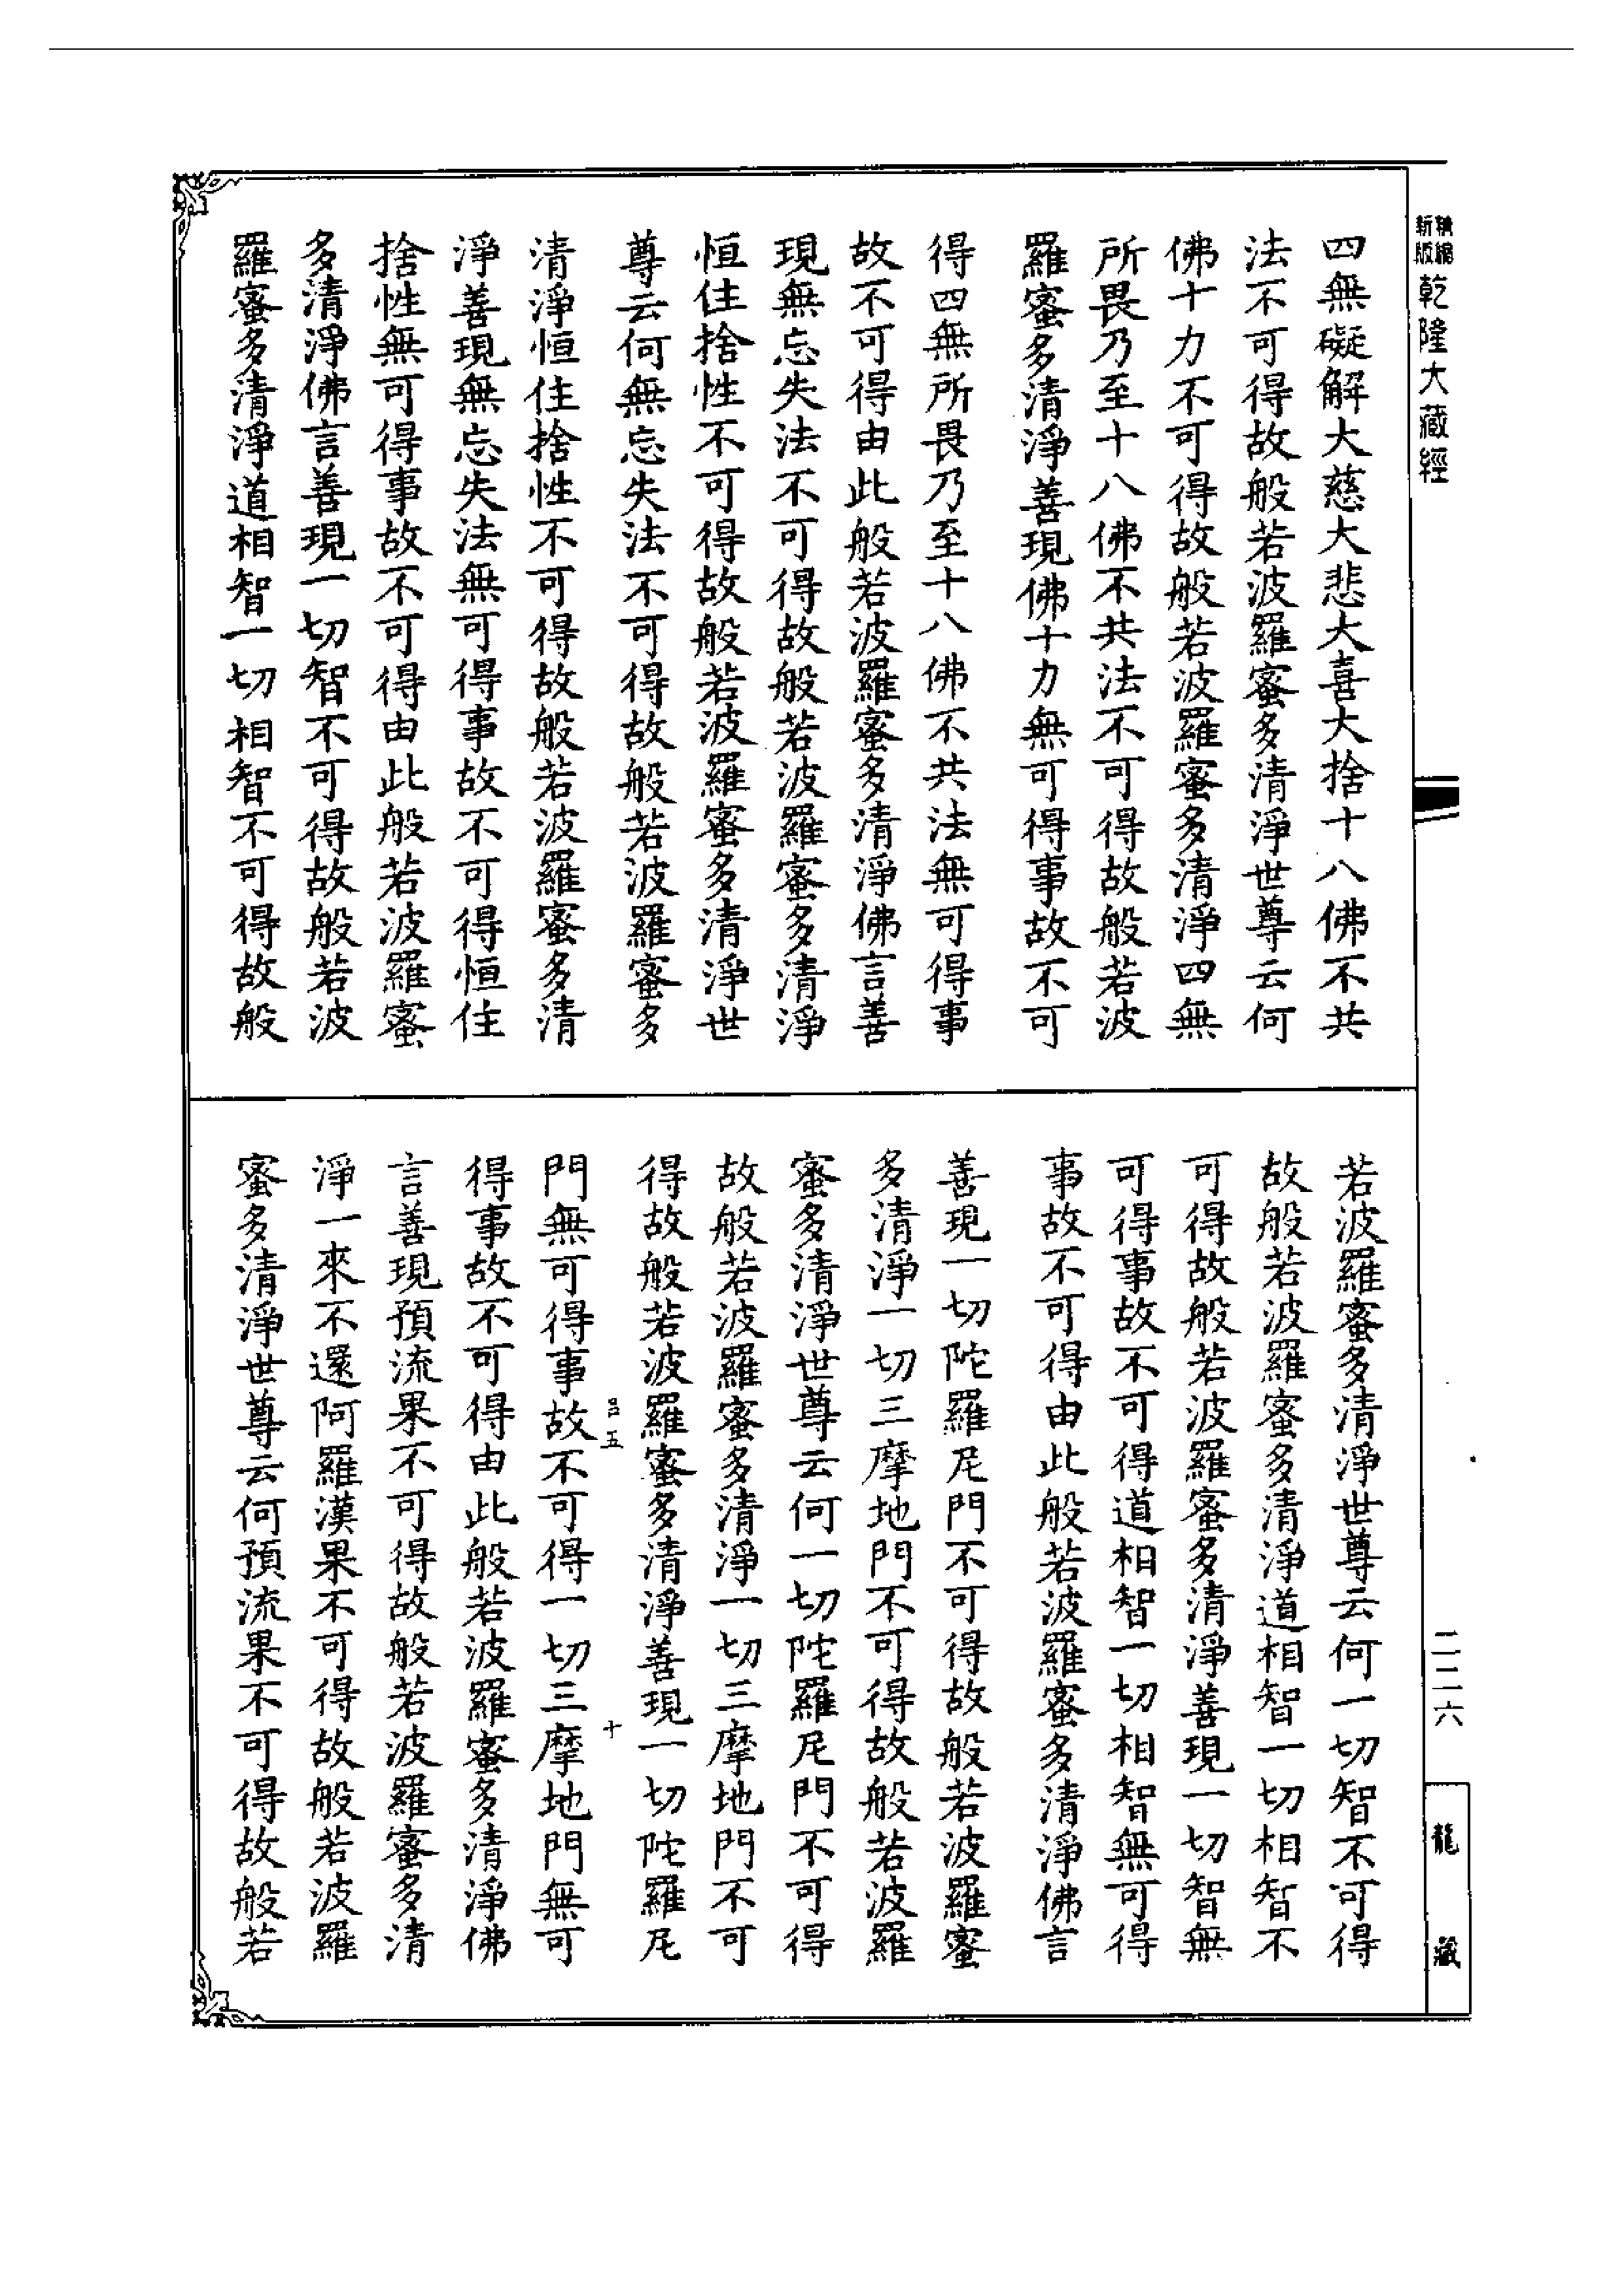 新版
精編
乾隆大藏經
四無礙解大慈大悲大喜大捨十八佛不共
法不可得故般若波羅蜜多清淨世尊云何
佛十力不可得故般若波羅蜜多清淨四無
所畏乃至十八佛不共法不可得故般若波
羅蜜多清淨善現佛十力無可得事故不可
得四無所畏乃至十八佛不共法無可得事
故不可得由此般若波羅蜜多清淨佛言善
現無忘失法不可得故般若波羅蜜多清淨
恒住捨性不可得故般若波羅蜜多清淨世
尊云何無忘失法不可得故般若波羅蜜多
清淨恒住捨性不可得故般若波羅蜜多清
淨善現無忘失法無可得事故不可得恒住
捨性無可得事故不可得由此般若波羅蜜
多清淨佛言善現一切智不可得故般若波
羅蜜多清淨道相智一切相智不可得故般
若波羅蜜多清淨世尊云何一切智不可得
故般若波羅蜜多清淨道相智一切相智不
可得故般若波羅蜜多清淨善現一切智無
可得事故不可得道相智一切相智無可得
事故不可得由此般若波羅蜜多清淨佛言
善現一切陀羅尼門不可得故般若波羅蜜
多清淨一切三摩地門不可得故般若波羅
蜜多清淨世尊云何一切陀羅尼門不可得
故般若波羅蜜多清淨一切三摩地門不可
得故般若波羅蜜多清淨善現一切陀羅尼
呂五
十
門無可得事故不可得一切三摩地門無可
得事故不可得由此般若波羅蜜多清淨佛
言善現預流果不可得故般若波羅蜜多清
淨一來不還阿羅漢果不可得故般若波羅
蜜多清淨世尊云何預流果不可得故般若
二二六
龍藏